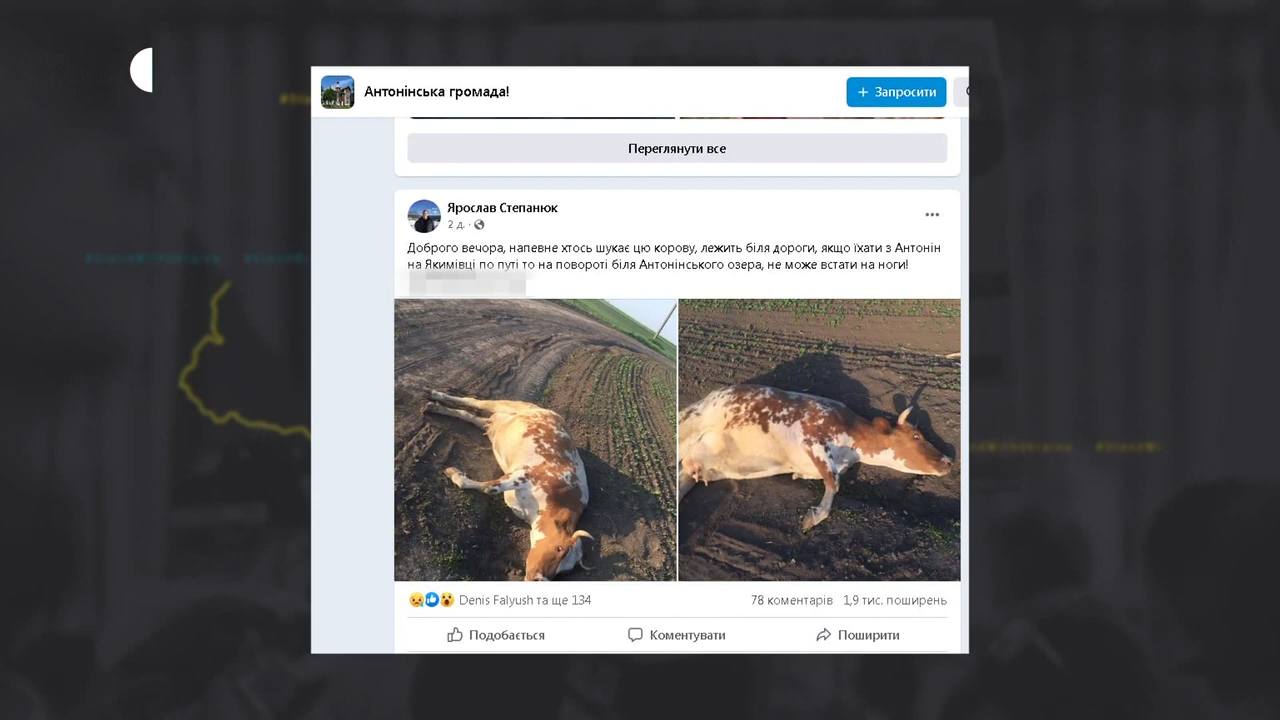 Антонінська громада!
+ Запросити
Переглянути все
Ярослав Степанюк
2 д. ·
Доброго вечора, напевне хтось шукає цю корову, лежить біля дороги, якщо їхати з Антонін
на Якимівці по путі то на повороті біля Антонінського озера, не може встати на ноги!
Denis Falyush та ще 134
78 коментарів 1,9 тис. поширень
Подобається
Коментувати
Поширити